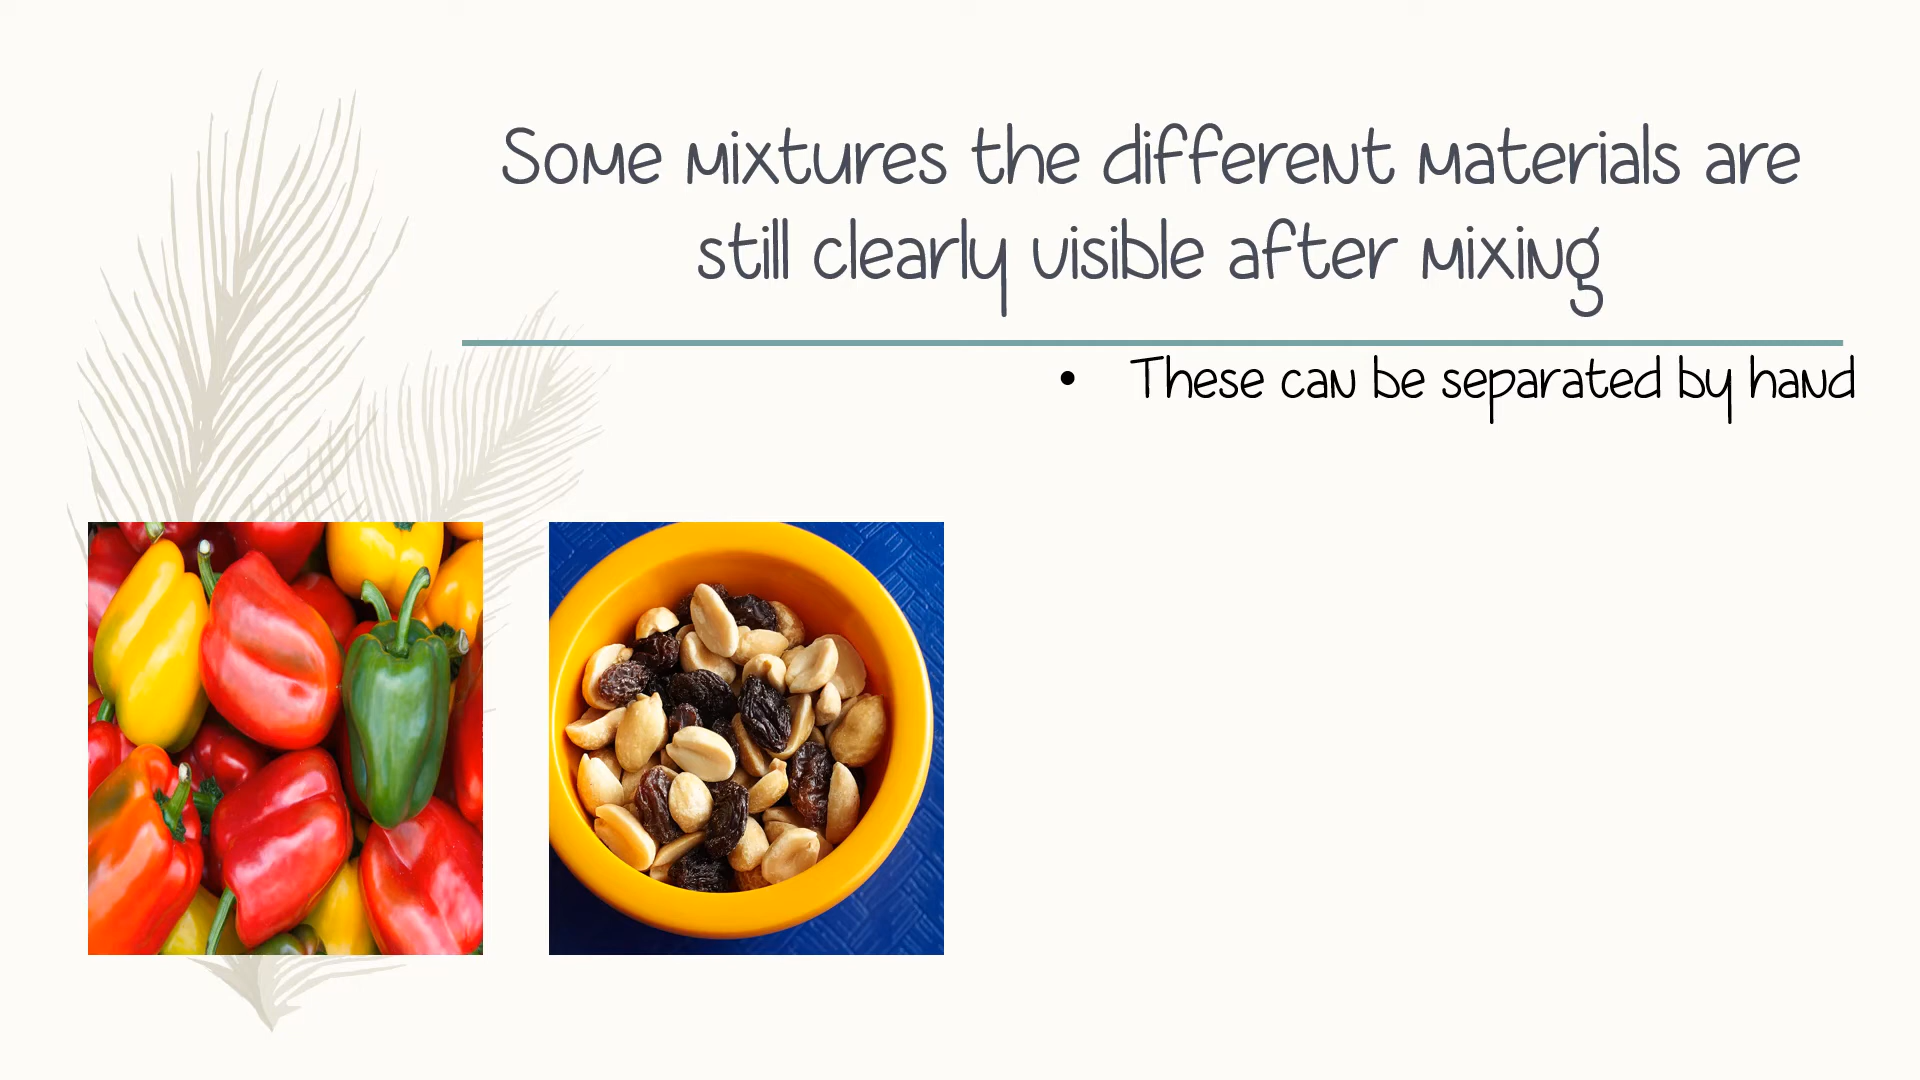 Some mixtures the different materials are
still clearly visible after mixing
• These can be separated by hand